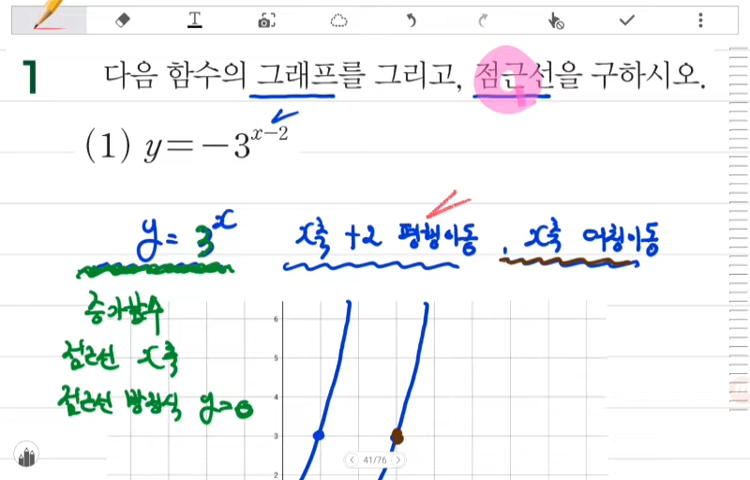 T
1 다음 함수의 그래프를 그리고, 점근선을 구하시오.
(1) y=-3^{x-2}
y=3^x x축 +2 평행이동, x축 대칭이동
증가함수
점근선 x축
점근선 방정식 y=0
6
5
4
3
2
< 41/76 >